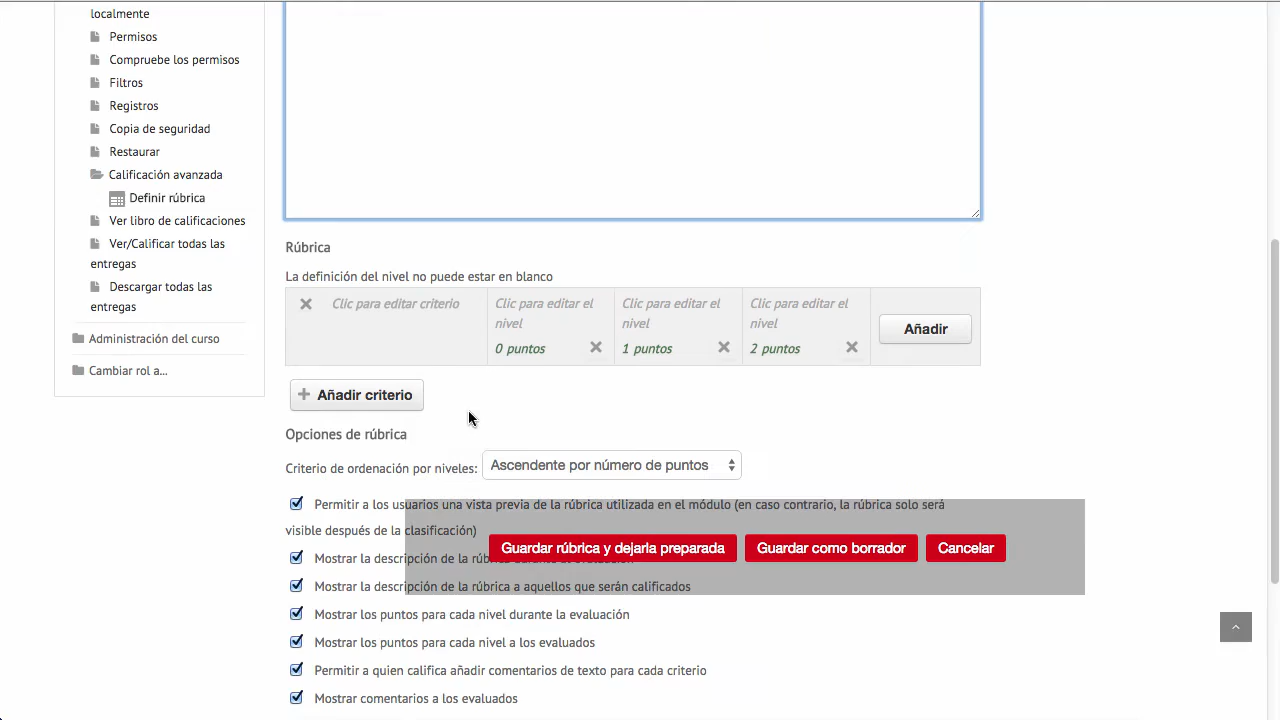 localmente
Permisos
Compruebe los permisos
Filtros
Registros
Copia de seguridad
Restaurar
Calificación avanzada
Definir rúbrica
Ver libro de calificaciones
Ver/Calificar todas las
entregas
Descargar todas las
entregas
Administración del curso
Cambiar rol a...
Rúbrica
La definición del nivel no puede estar en blanco
Clic para editar criterio
Clic para editar el
nivel
0 puntos
Clic para editar el
nivel
1 puntos
Clic para editar el
nivel
2 puntos
Añadir
Añadir criterio
Opciones de rúbrica
Criterio de ordenación por niveles: Ascendente por número de puntos
Permitir a los usuarios una vista previa de la rúbrica utilizada en el módulo (en caso contrario, la rúbrica solo será
visible después de la clasificación)
Guardar rúbrica y dejarla preparada Guardar como borrador Cancelar
Mostrar la descripción de la
Mostrar la descripción de la rúbrica a aquellos que serán calificados
Mostrar los puntos para cada nivel durante la evaluación
Mostrar los puntos para cada nivel a los evaluados
Permitir a quien califica añadir comentarios de texto para cada criterio
Mostrar comentarios a los evaluados